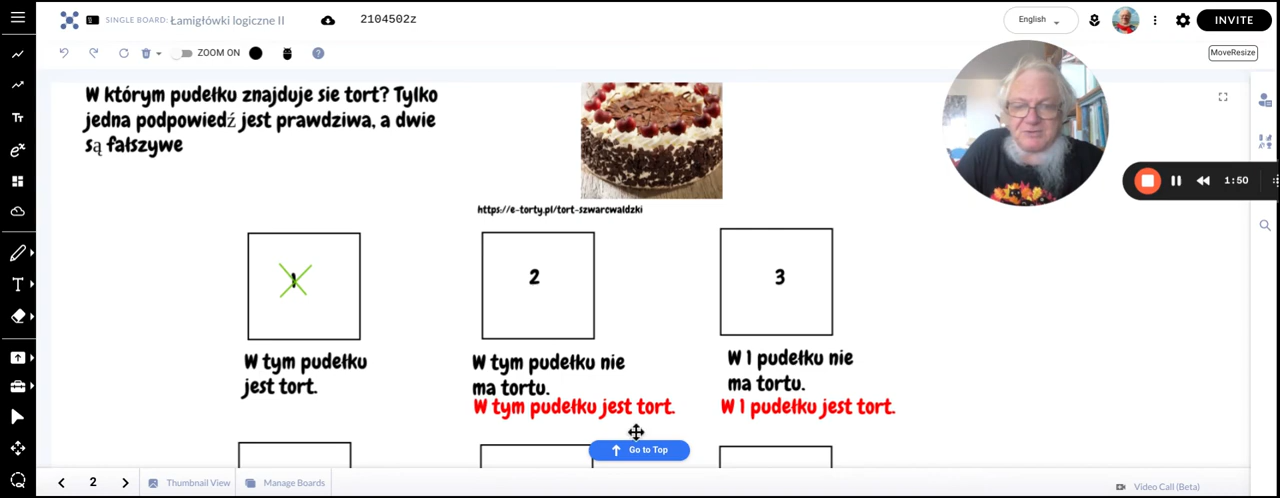 SINGLE BOARD: Łamigłówki logiczne II
2104502z
English
INVITE
ZOOM ON
MoveResize
W którym pudełku znajduje sie tort? Tylko
jedna podpowiedź jest prawdziwa, a dwie
są fałszywe
https://e-torty.pl/tort-szwarcwaldzki
1:50
1
2
3
W tym pudełku
jest tort.
W tym pudełku nie
ma tortu.
W tym pudełku jest tort.
W 1 pudełku nie
ma tortu.
W 1 pudełku jest tort.
Go to Top
2
Thumbnail View
Manage Boards
Video Call (Beta)
Tт
eˣ
T
?